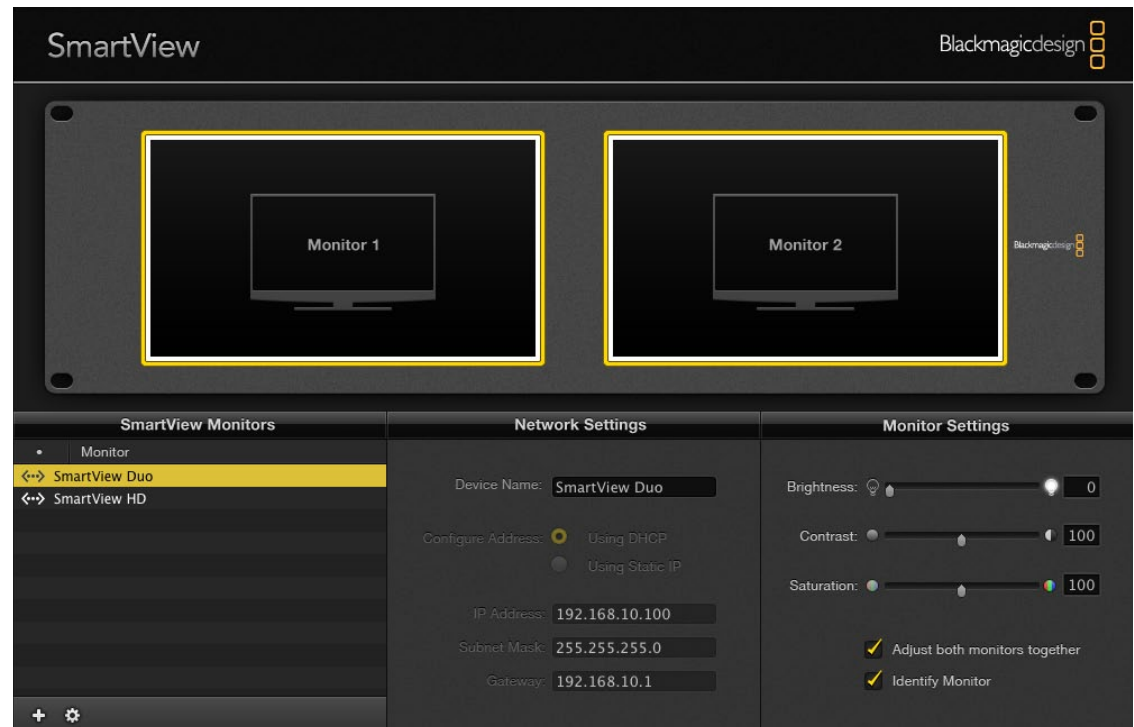 SmartView
Blackmagicdesign
Monitor 1
Monitor 2
Blackmagicdesign
SmartView Monitors
Monitor
SmartView Duo
SmartView HD
Network Settings
Device Name: SmartView Duo
Configure Address: Using DHCP
Using Static IP
IP Address: 192.168.10.100
Subnet Mask: 255.255.255.0
Gateway: 192.168.10.1
Monitor Settings
Brightness: 0
Contrast: 100
Saturation: 100
Adjust both monitors together
Identify Monitor